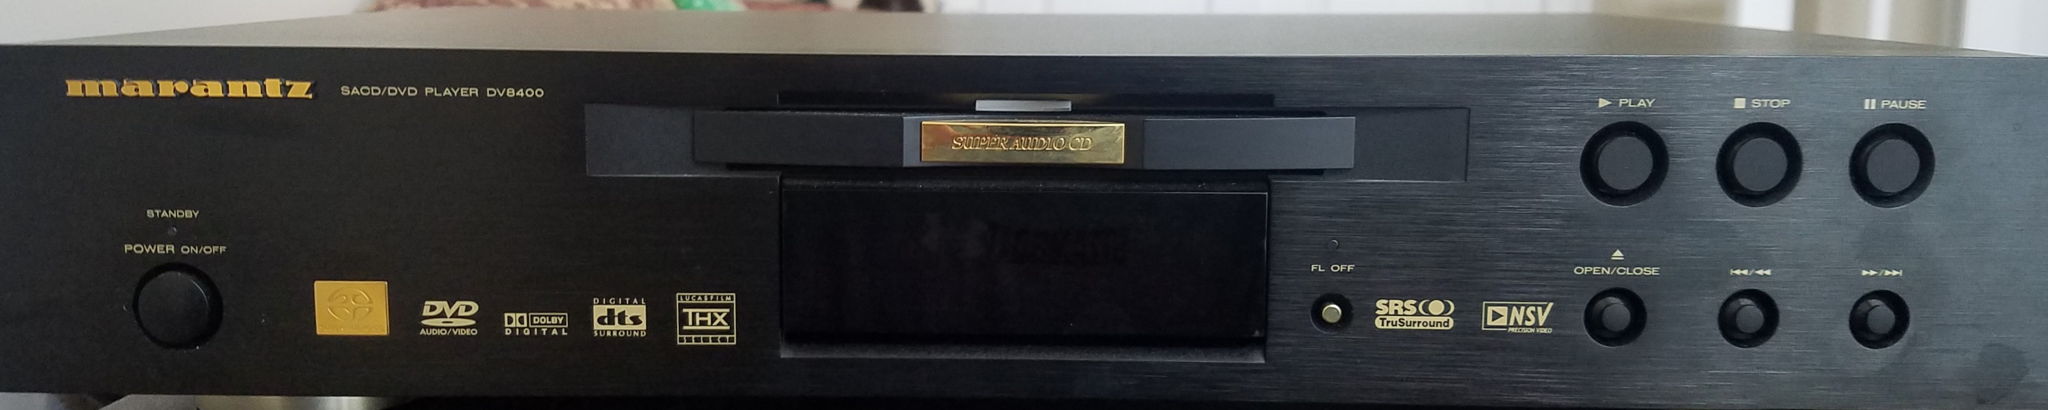 marantz SACD/DVD PLAYER DV8400
SUPER AUDIO CD
PLAY STOP PAUSE
STANDBY
POWER ON/OFF
DVD
AUDIO/VIDEO
DOLBY
DIGITAL
DIGITAL
dts
SURROUND
LUCASFILM
THX
SELECT
FL OFF
SRS
TruSurround
NSV
PRECISION VIDEO
OPEN/CLOSE